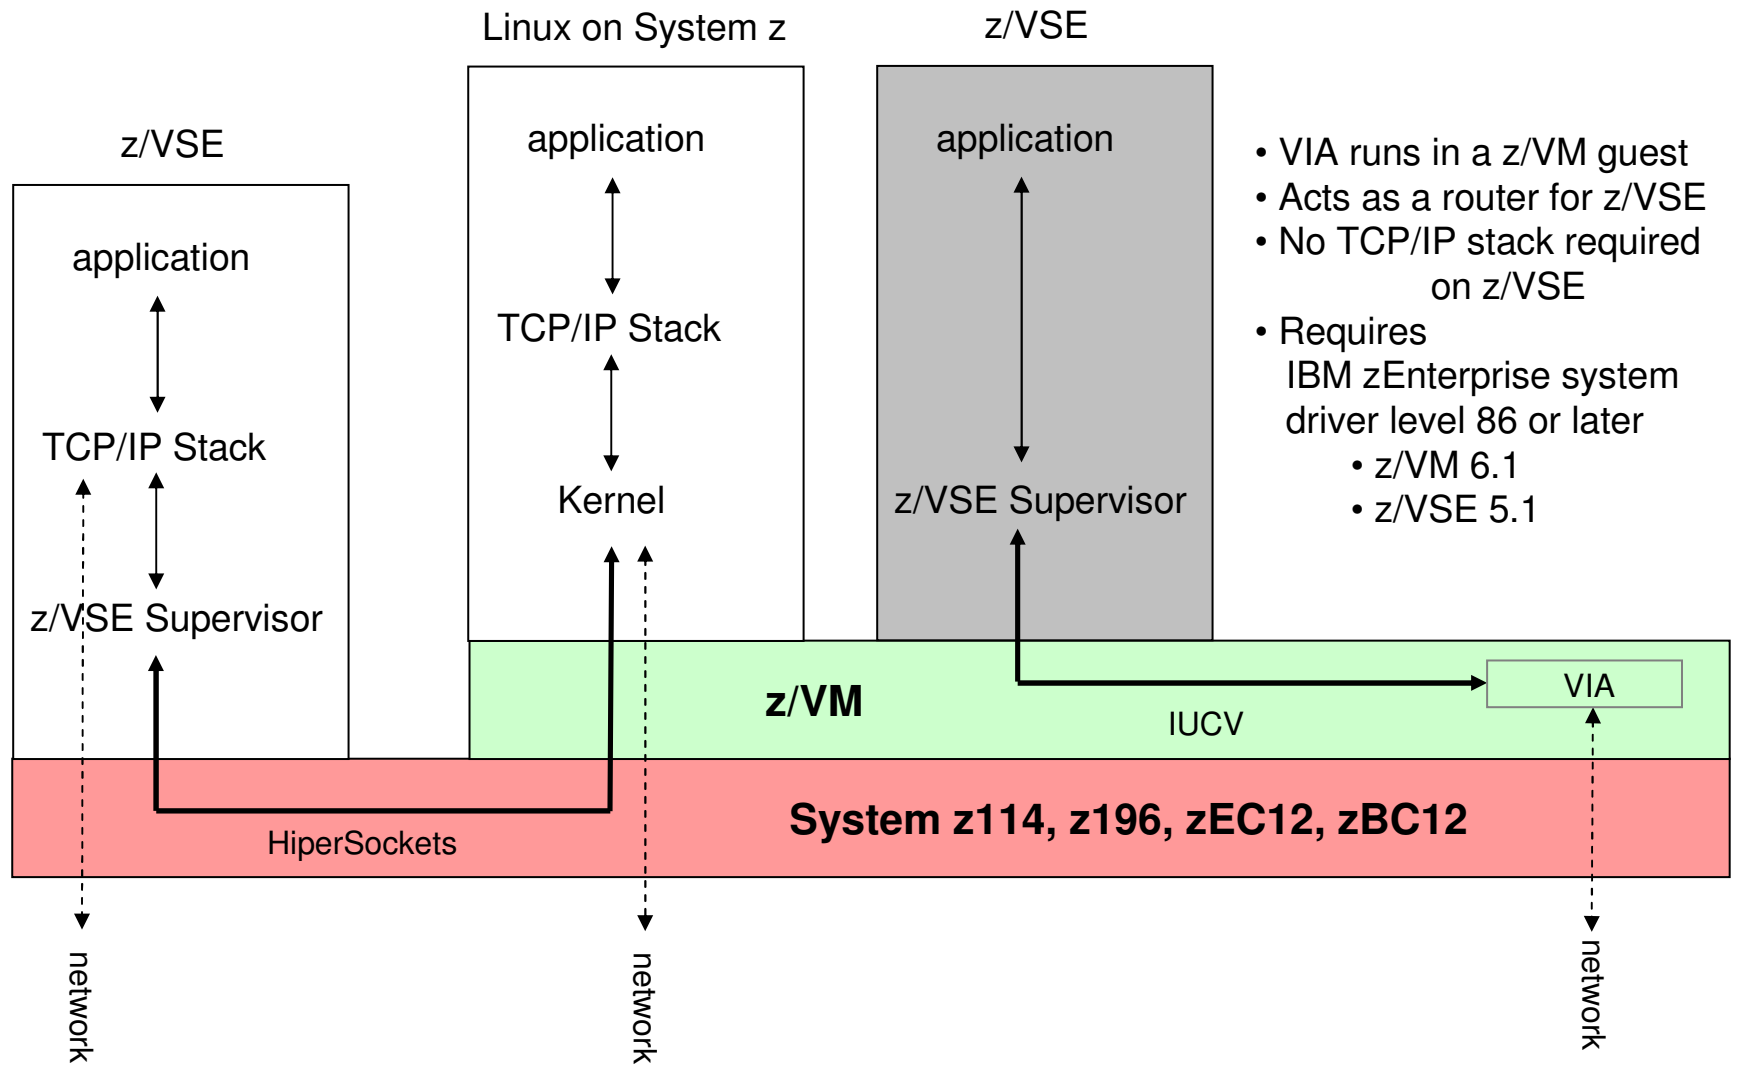 Linux on System z
z/VSE
z/VSE
application
TCP/IP Stack
z/VSE Supervisor
application
TCP/IP Stack
Kernel
application
z/VSE Supervisor
• VIA runs in a z/VM guest
• Acts as a router for z/VSE
• No TCP/IP stack required
on z/VSE
• Requires
IBM zEnterprise system
driver level 86 or later
• z/VM 6.1
• z/VSE 5.1
z/VM
IUCV
VIA
System z114, z196, zEC12, zBC12
HiperSockets
network
network
network